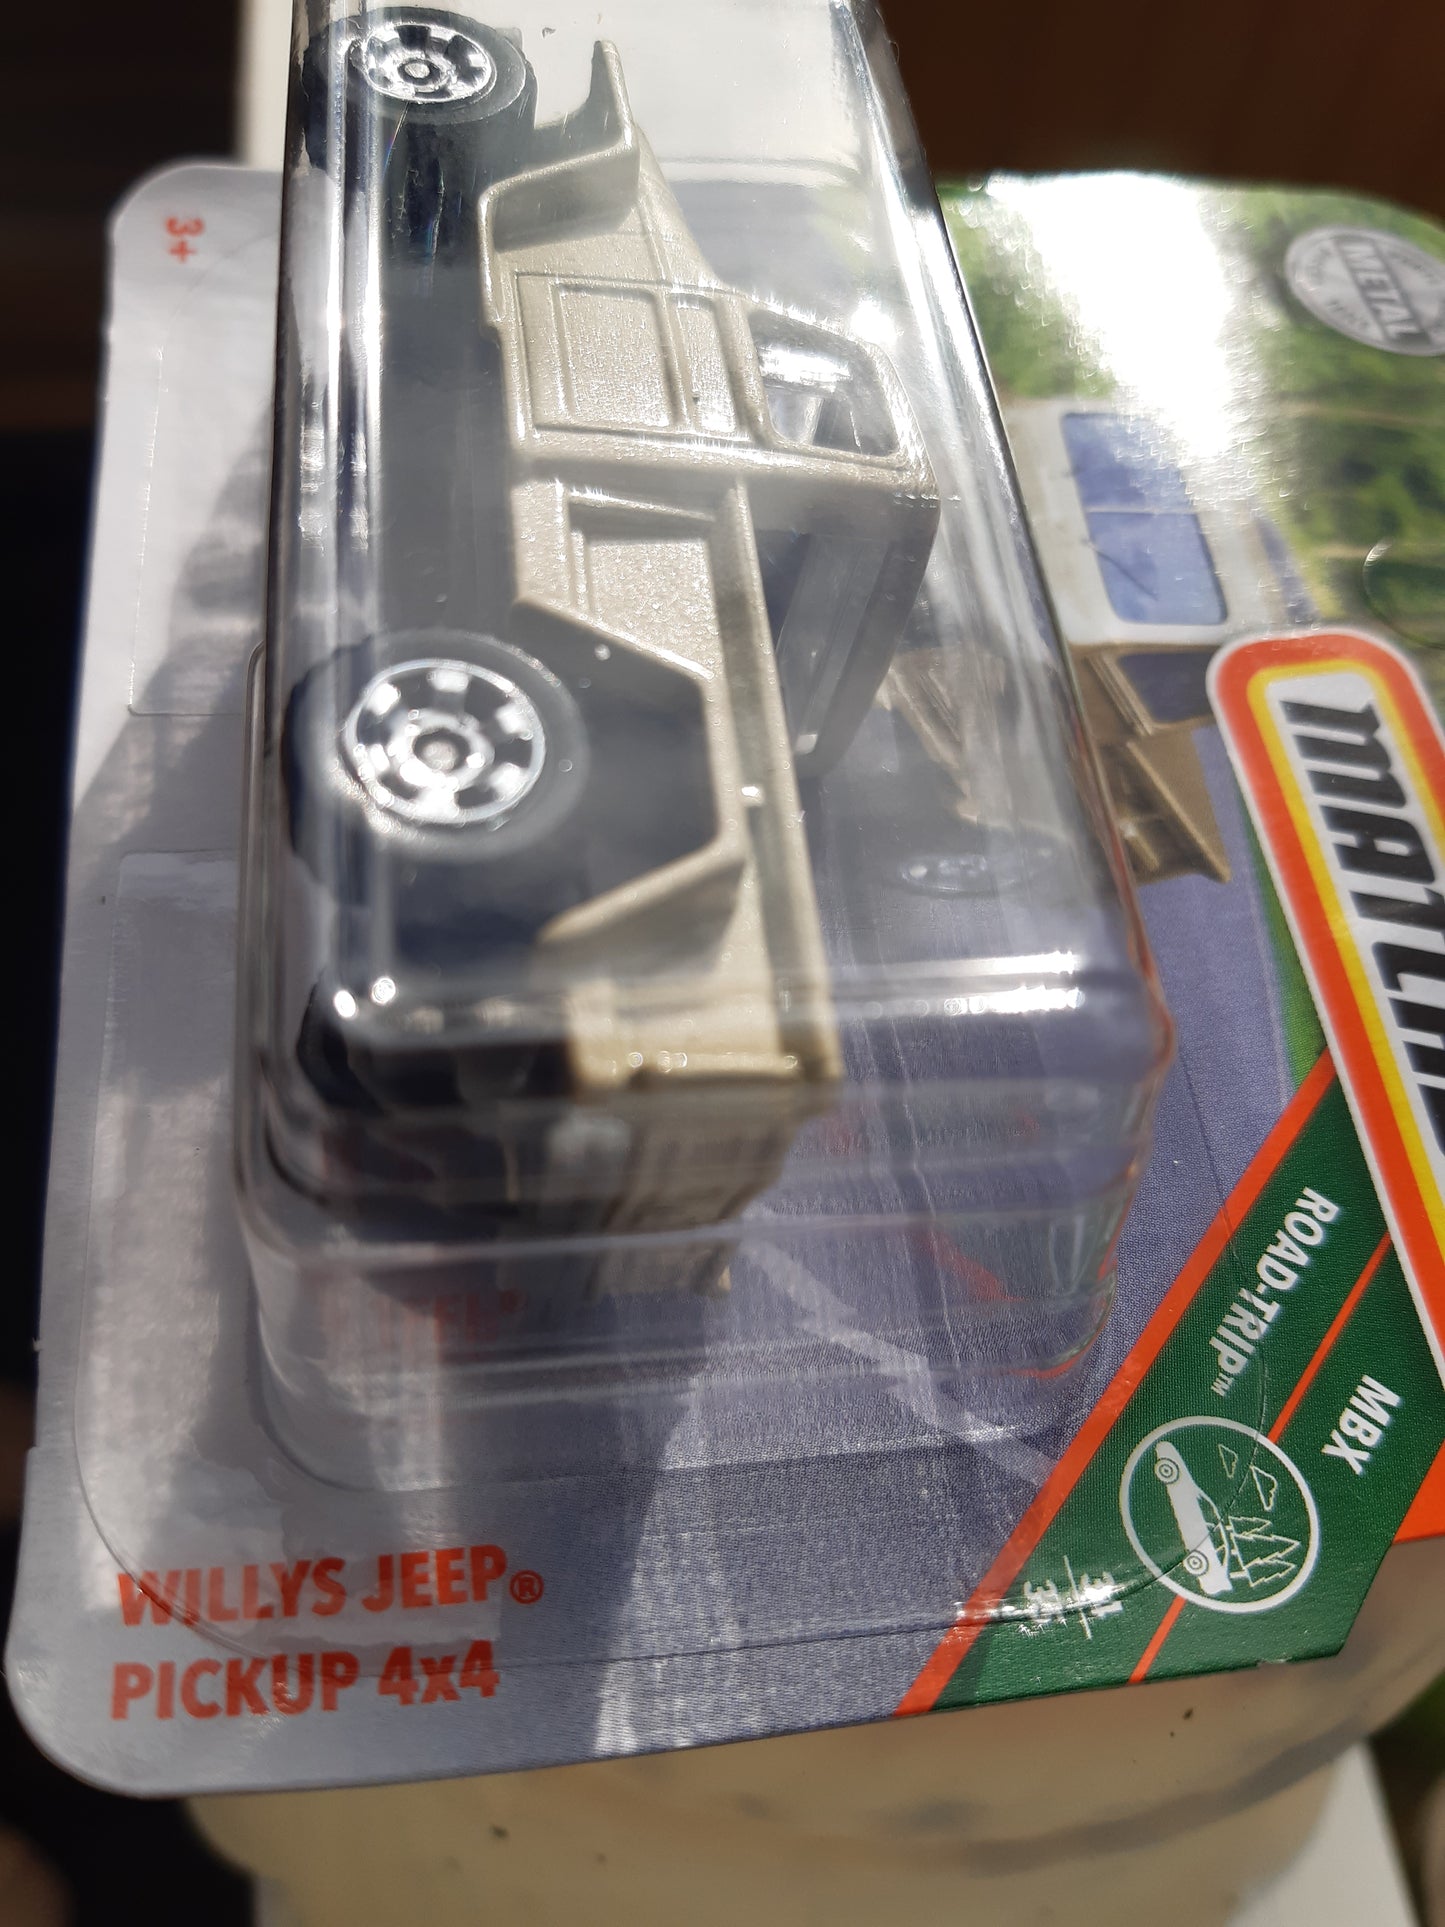 3+
METAL
MATCHB
ROAD-TRIP™
MBX
WILLYS JEEP®
PICKUP 4x4